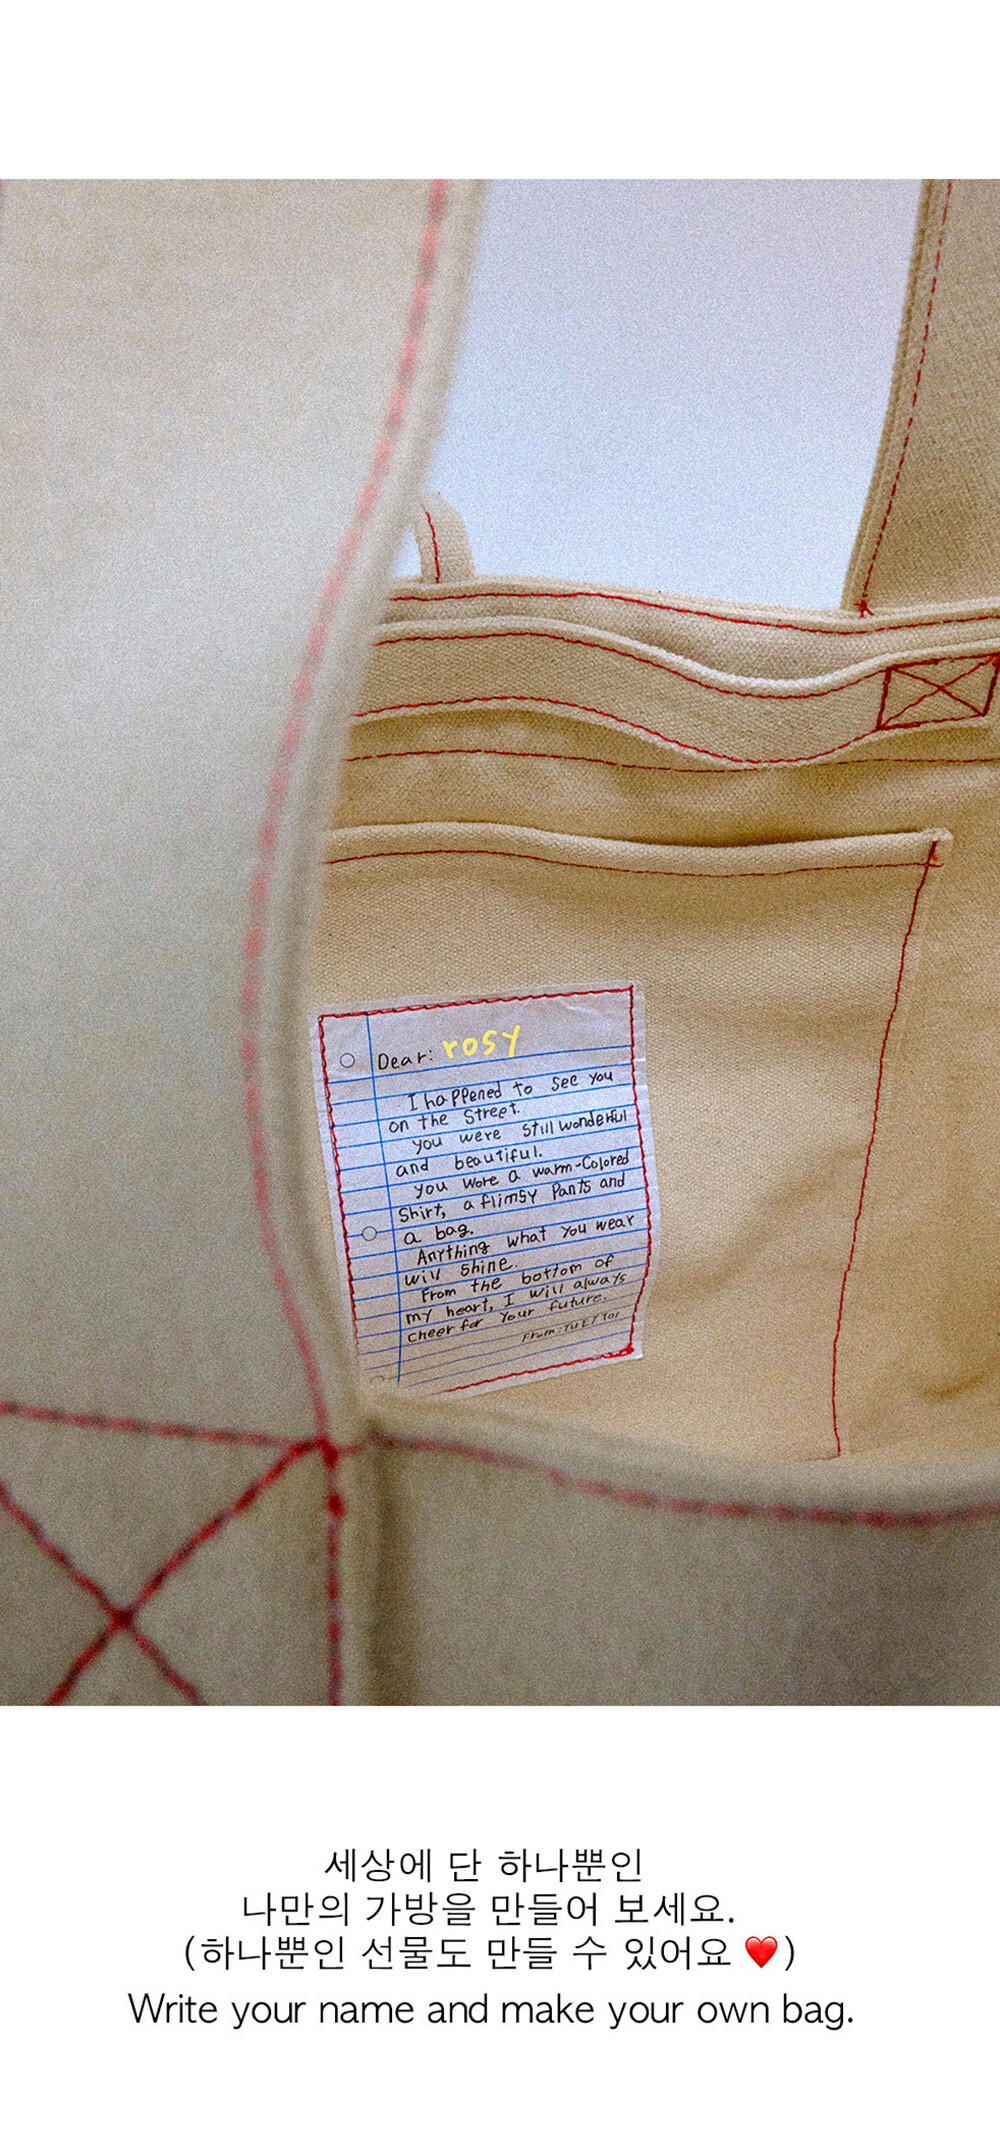 Dear: rosy
I happened to see you
on the street.
you were still wonderful
and beautiful.
you wore a warm-colored
shirt, a flimsy pants and
a bag.
Anything what you wear
will shine.
From the bottom of
my heart, I will always
cheer for your future.
From:
세상에 단 하나뿐인
나만의 가방을 만들어 보세요.
(하나뿐인 선물도 만들 수 있어요 ❤️)
Write your name and make your own bag.